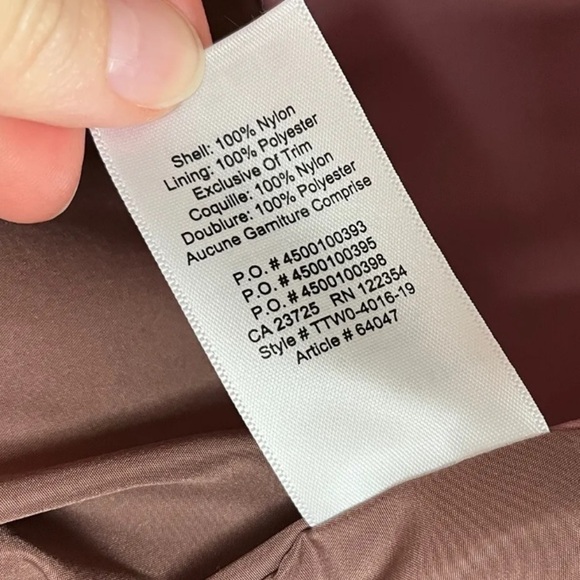 Shell: 100% Nylon
Lining: 100% Polyester
Exclusive Of Trim
Coquille: 100% Nylon
Doublure: 100% Polyester
Aucune Garniture Comprise
P.O. # 4500100393
P.O. # 4500100395
P.O. # 4500100398
CA 23725 RN 122354
Style # TTW0-4016-19
Article # 64047